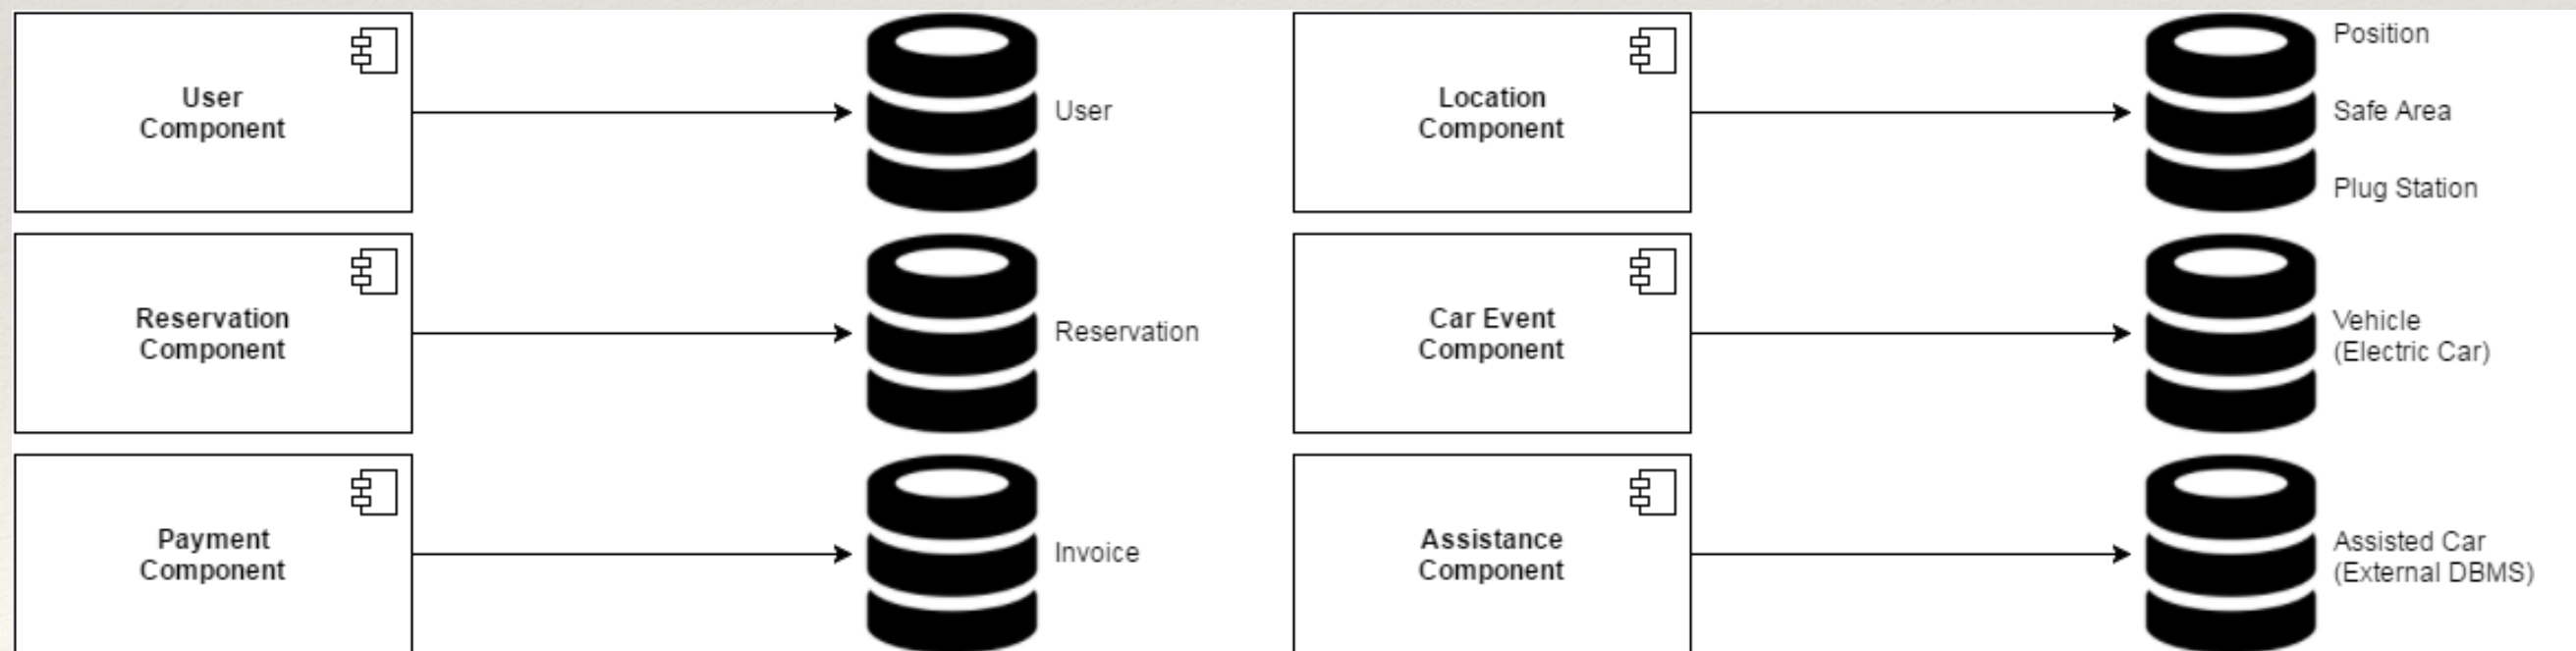 User
Component
User
Reservation
Component
Reservation
Payment
Component
Invoice
Location
Component
Position
Safe Area
Plug Station
Car Event
Component
Vehicle
(Electric Car)
Assistance
Component
Assisted Car
(External DBMS)